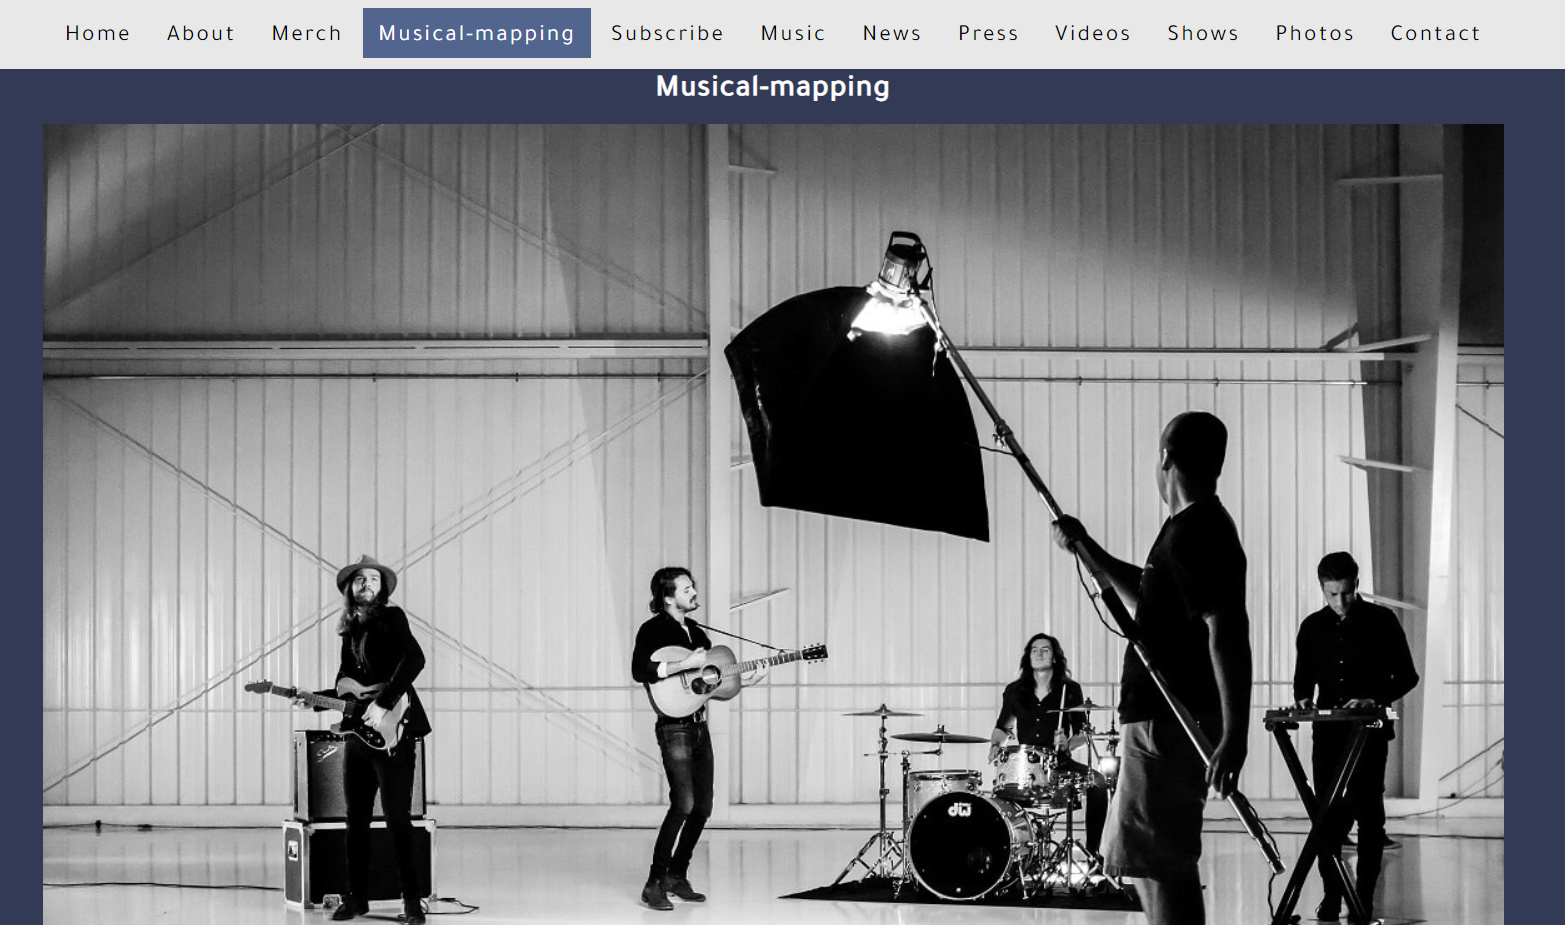 Home About Merch Musical-mapping Subscribe Music News Press Videos Shows Photos Contact
Musical-mapping
dw